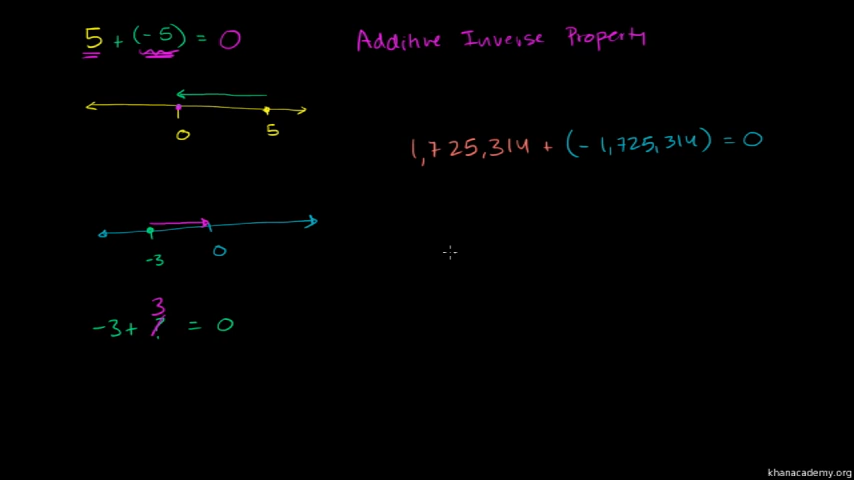 5 + (-5) = 0
Additive Inverse Property
0
5
1,725,314 + (- 1,725,314) = 0
-3
0
3
-3 + ? = 0
khanacademy.org